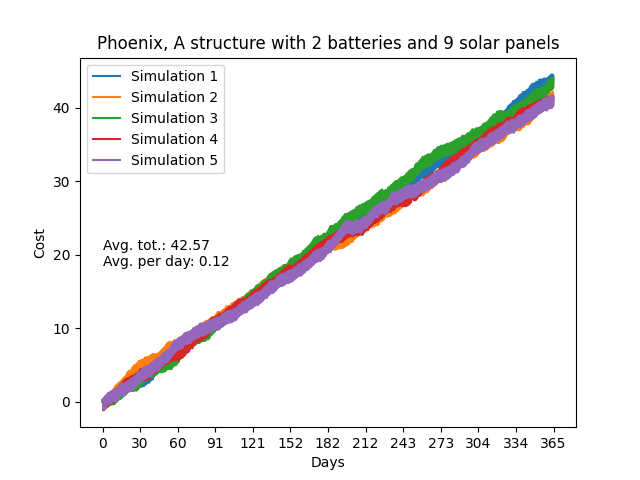 Phoenix, A structure with 2 batteries and 9 solar panels
Simulation 1
Simulation 2
Simulation 3
Simulation 4
Simulation 5
Avg. tot.: 42.57
Avg. per day: 0.12
Cost
40
30
20
10
0
0 30 60 91 121 152 182 212 243 273 304 334 365
Days